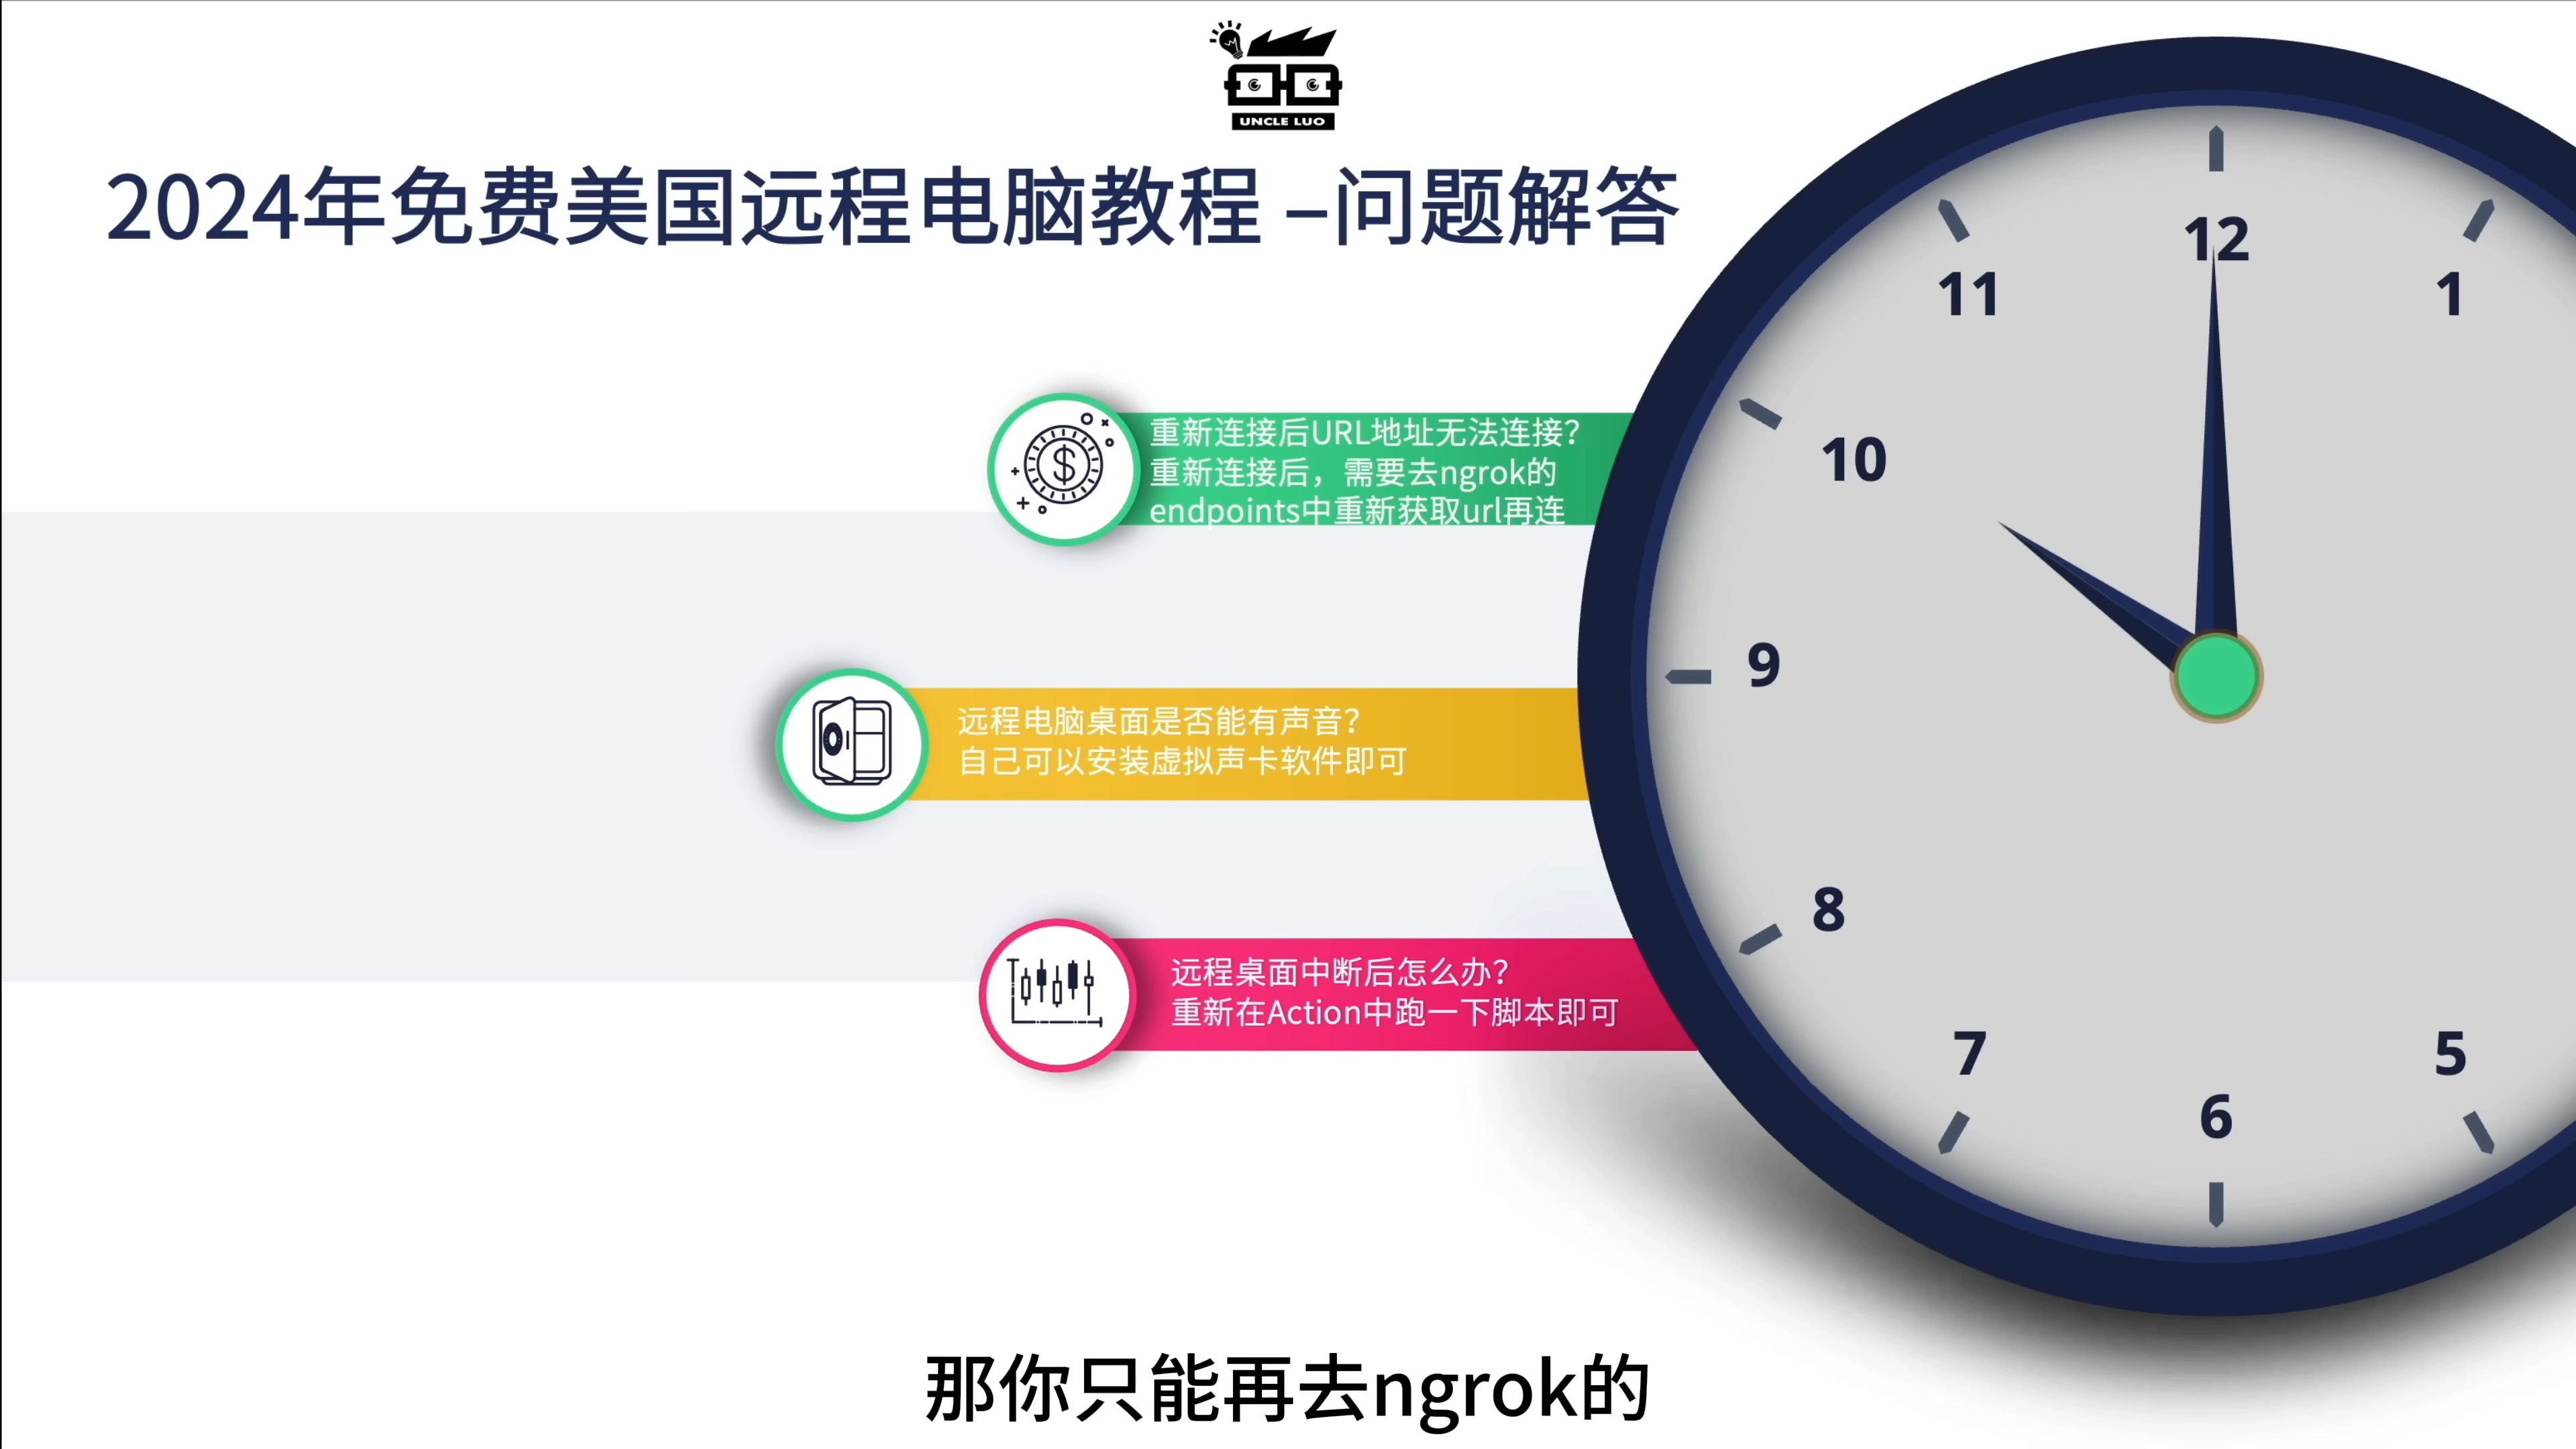 UNCLE LUO
2024年免费美国远程电脑教程 –问题解答
重新连接后URL地址无法连接？
重新连接后，需要去ngrok的
endpoints中重新获取url再连
远程电脑桌面是否能有声音？
自己可以安装虚拟声卡软件即可
远程桌面中断后怎么办？
重新在Action中跑一下脚本即可
12
11
1
10
9
8
7
5
6
那你只能再去ngrok的